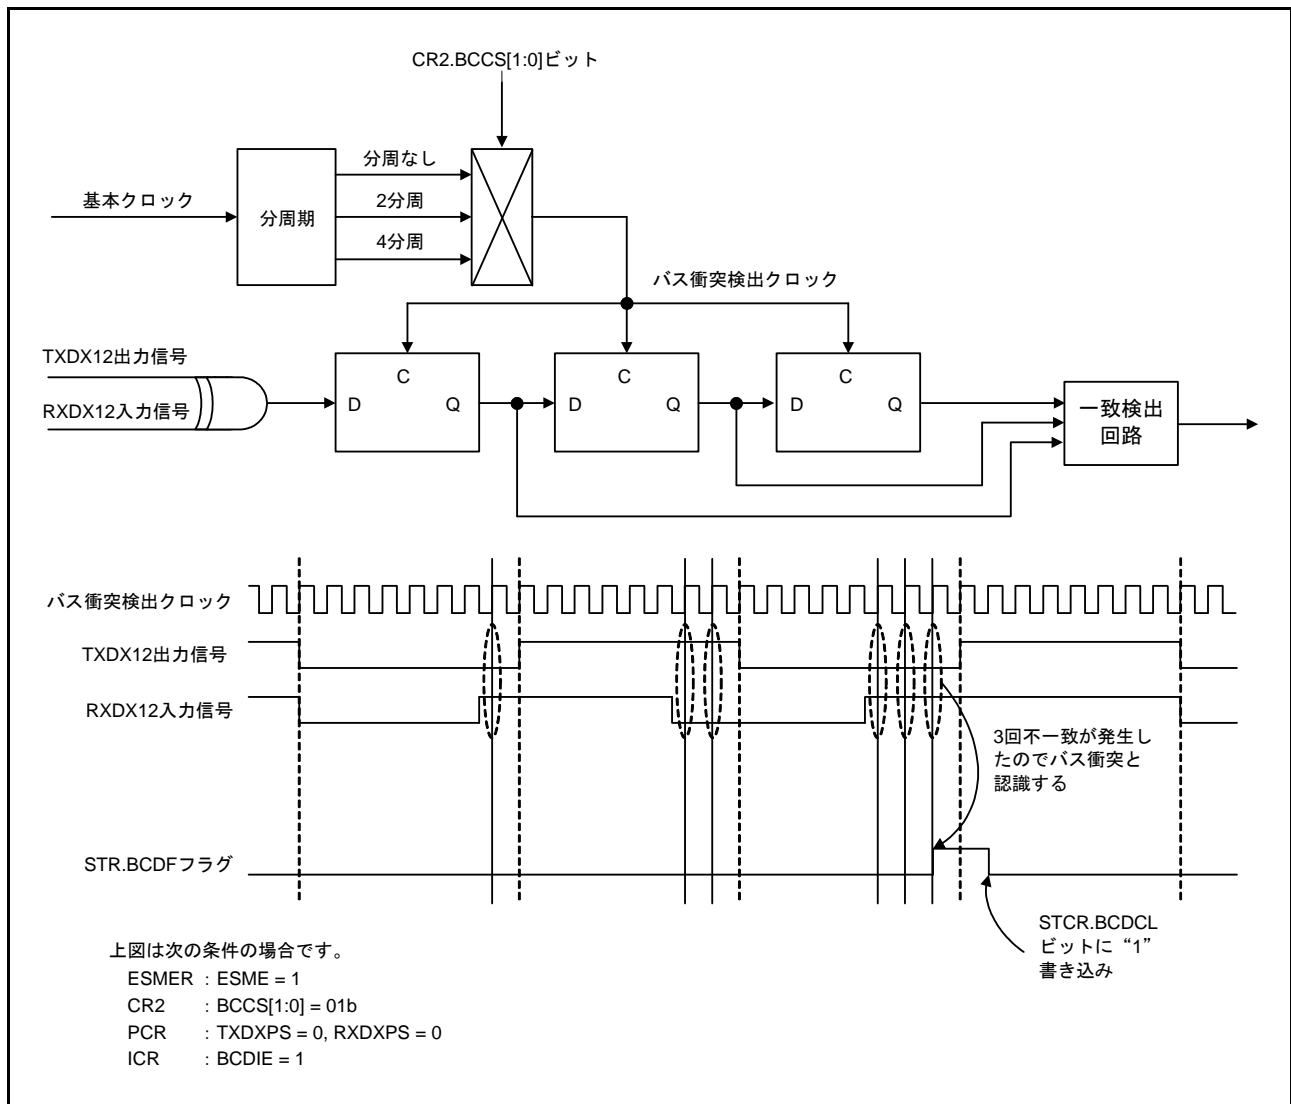 CR2.BCCS[1:0]ビット
分周なし
基本クロック
分周期
2分周
4分周
バス衝突検出クロック
TXDX12出力信号
RXDX12入力信号
C
D
Q
C
D
Q
C
D
Q
一致検出
回路
バス衝突検出クロック
TXDX12出力信号
RXDX12入力信号
3回不一致が発生し
たのでバス衝突と
認識する
STR.BCDFフラグ
STCR.BCDCL
ビットに“1”
書き込み
上図は次の条件の場合です。
ESMER : ESME = 1
CR2 : BCCS[1:0] = 01b
PCR : TXDXPS = 0, RXDXPS = 0
ICR : BCDIE = 1